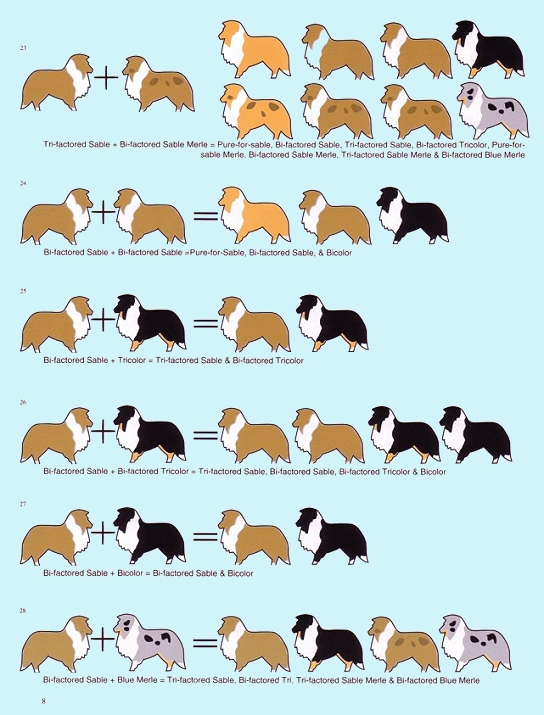 23
Tri-factored Sable + Bi-factored Sable Merle = Pure-for-sable, Bi-factored Sable, Tri-factored Sable, Bi-factored Tricolor, Pure-for-
sable Merle. Bi-factored Sable Merle, Tri-factored Sable Merle & Bi-factored Blue Merle
24
Bi-factored Sable + Bi-factored Sable =Pure-for-Sable, Bi-factored Sable, & Bicolor
25
Bi-factored Sable + Tricolor = Tri-factored Sable & Bi-factored Tricolor
26
Bi-factored Sable + Bi-factored Tricolor = Tri-factored Sable, Bi-factored Sable, Bi-factored Tricolor & Bicolor
27
Bi-factored Sable + Bicolor = Bi-factored Sable & Bicolor
28
Bi-factored Sable + Blue Merle = Tri-factored Sable, Bi-factored Tri, Tri-factored Sable Merle & Bi-factored Blue Merle
8